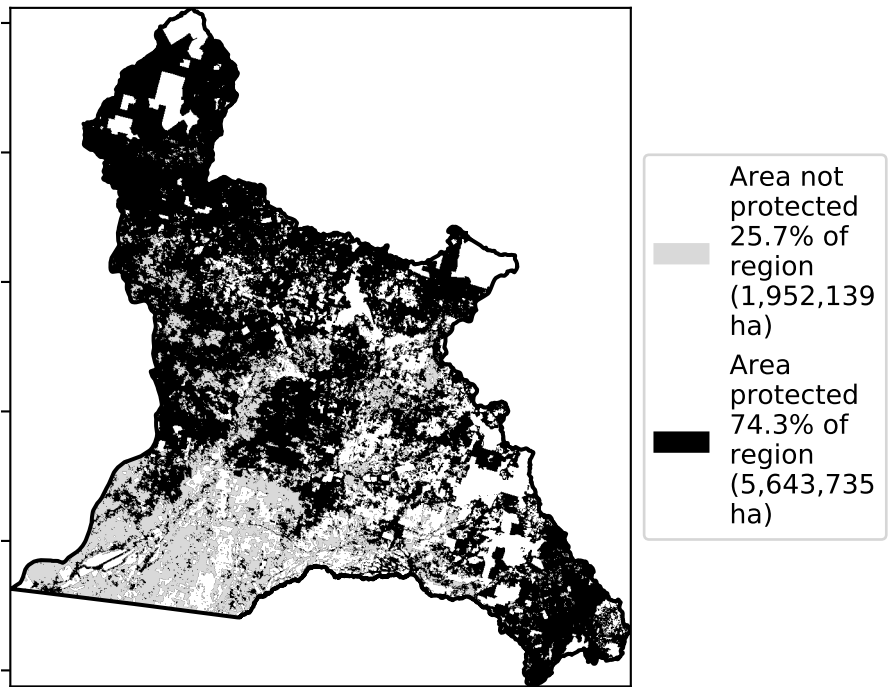 Area not
protected
25.7% of
region
(1,952,139
ha)
Area
protected
74.3% of
region
(5,643,735
ha)